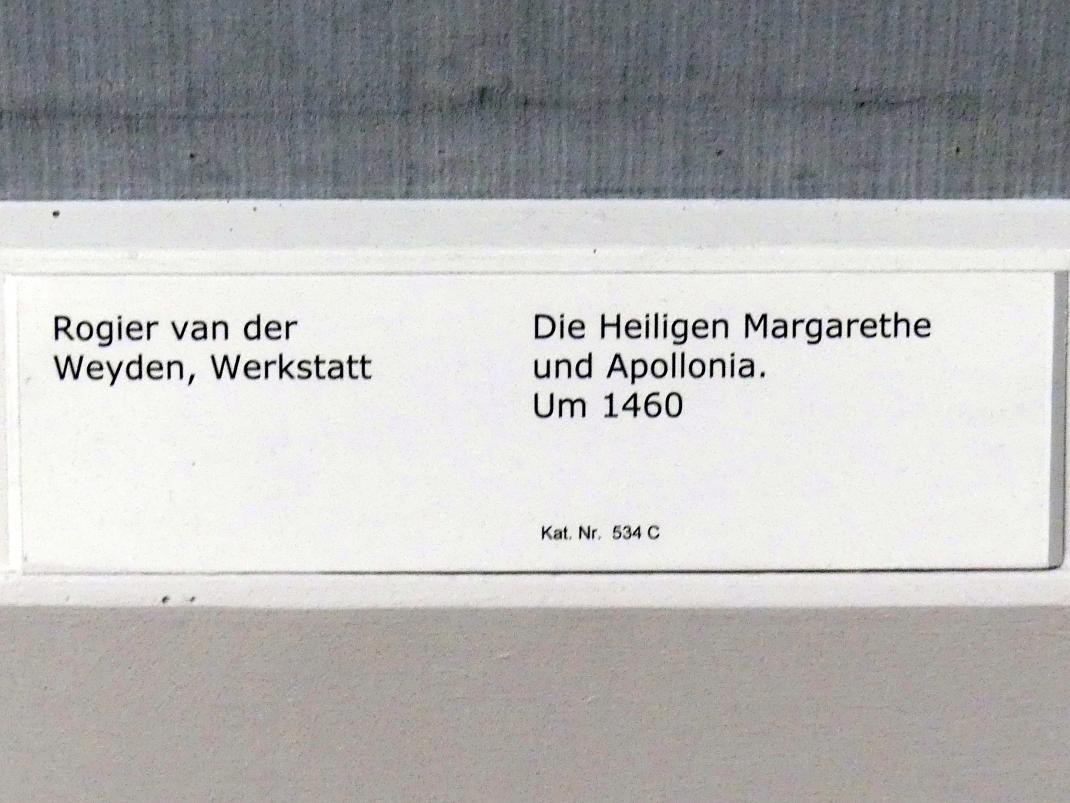 Rogier van der
Weyden, Werkstatt
Die Heiligen Margarethe
und Apollonia.
Um 1460
Kat. Nr. 534 C